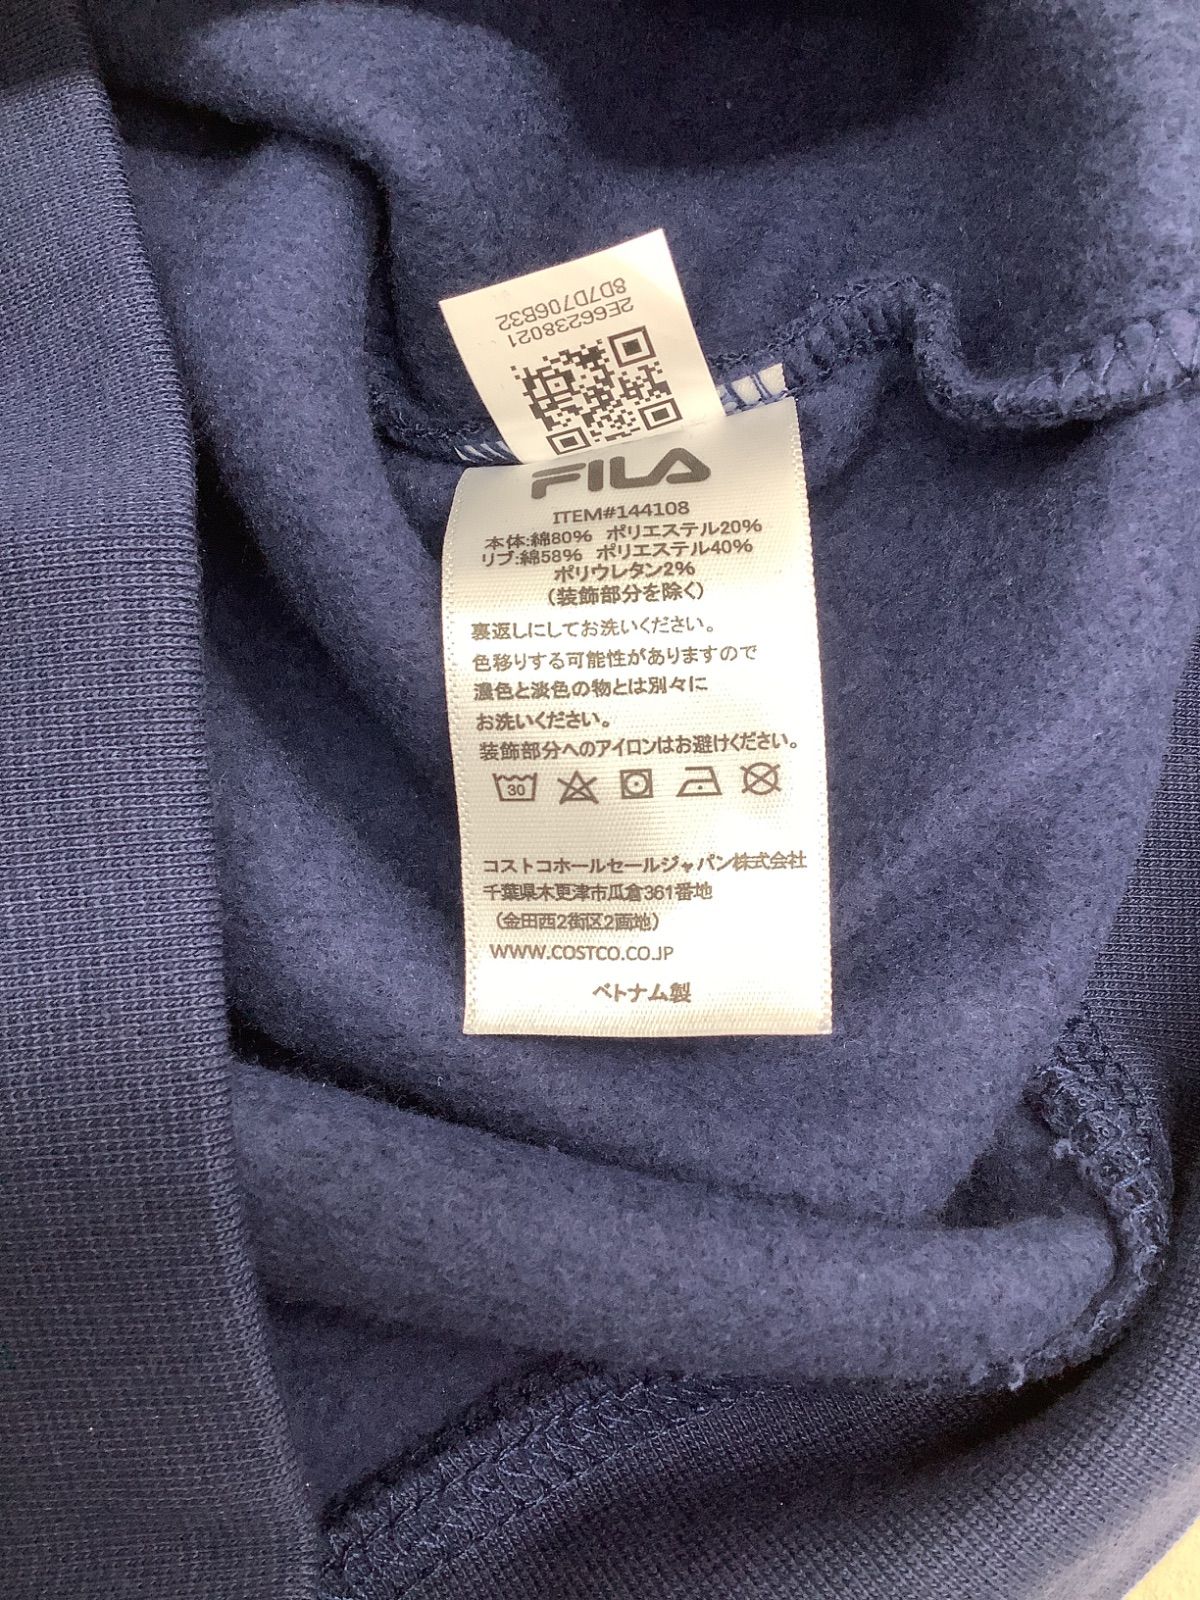 8D7D706B32
2E66238021
FILA
ITEM#144108
本体:綿80% ポリエステル20%
リブ:綿58% ポリエステル40%
ポリウレタン2%
(装飾部分を除く)
裏返しにしてお洗いください。
色移りする可能性がありますので
濃色と淡色の物とは別々に
お洗いください。
装飾部分へのアイロンはお避けください。
30
コストコホールセールジャパン株式会社
千葉県木更津市瓜倉361番地
(金田西2街区2画地)
WWW.COSTCO.CO.JP
ベトナム製